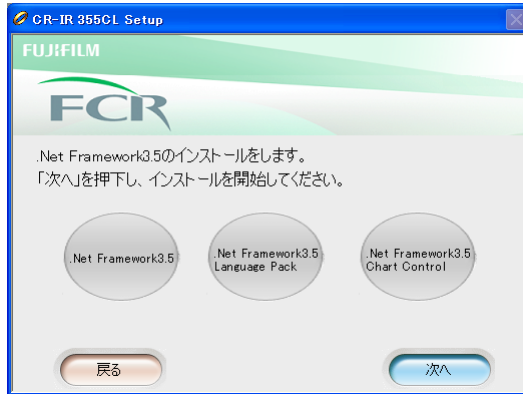 CR-IR 355CL Setup
FUJIFILM
FCR
.Net Framework3.5のインストールをします。
「次へ」を押下し、インストールを開始してください。
.Net Framework3.5
.Net Framework3.5
Language Pack
.Net Framework3.5
Chart Control
戻る
次へ